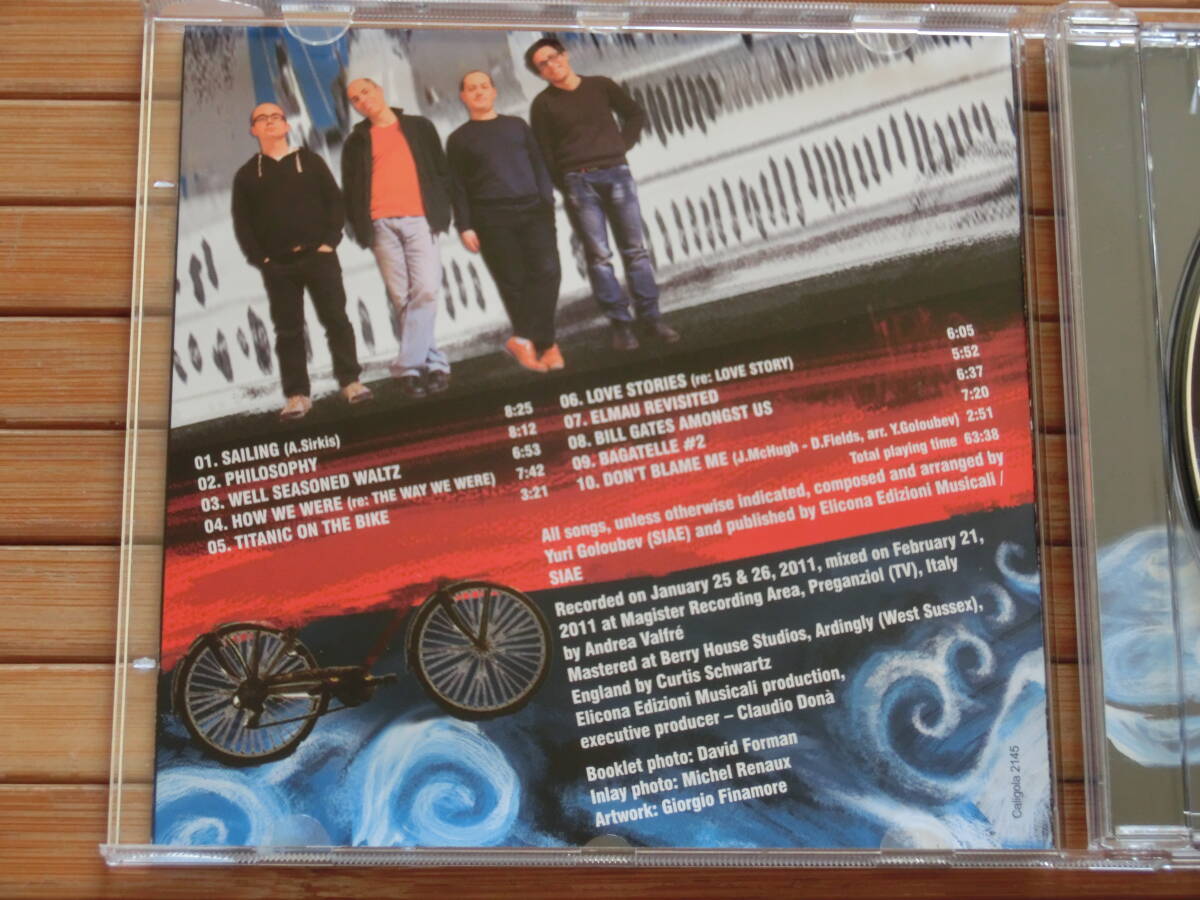 01. SAILING (A.Sirkis) 8:25
02. PHILOSOPHY 8:12
03. WELL SEASONED WALTZ 6:53
04. HOW WE WERE (re: THE WAY WE WERE) 7:42
05. TITANIC ON THE BIKE 3:21
06. LOVE STORIES (re: LOVE STORY) 6:05
07. ELMAU REVISITED 5:52
08. BILL GATES AMONGST US 6:37
09. BAGATELLE #2 7:20
10. DON'T BLAME ME (J.McHugh - D.Fields, arr. Y.Goloubev) 2:51
Total playing time 63:38
All songs, unless otherwise indicated, composed and arranged by
Yuri Goloubev (SIAE) and published by Elicona Edizioni Musicali /
SIAE
Recorded on January 25 & 26, 2011, mixed on February 21,
2011 at Magister Recording Area, Preganziol (TV), Italy
by Andrea Valfré
Mastered at Berry House Studios, Ardingly (West Sussex),
England by Curtis Schwartz
Elicona Edizioni Musicali production,
executive producer – Claudio Donà
Booklet photo: David Forman
Inlay photo: Michel Renaux
Artwork: Giorgio Finamore
Caligola 2145